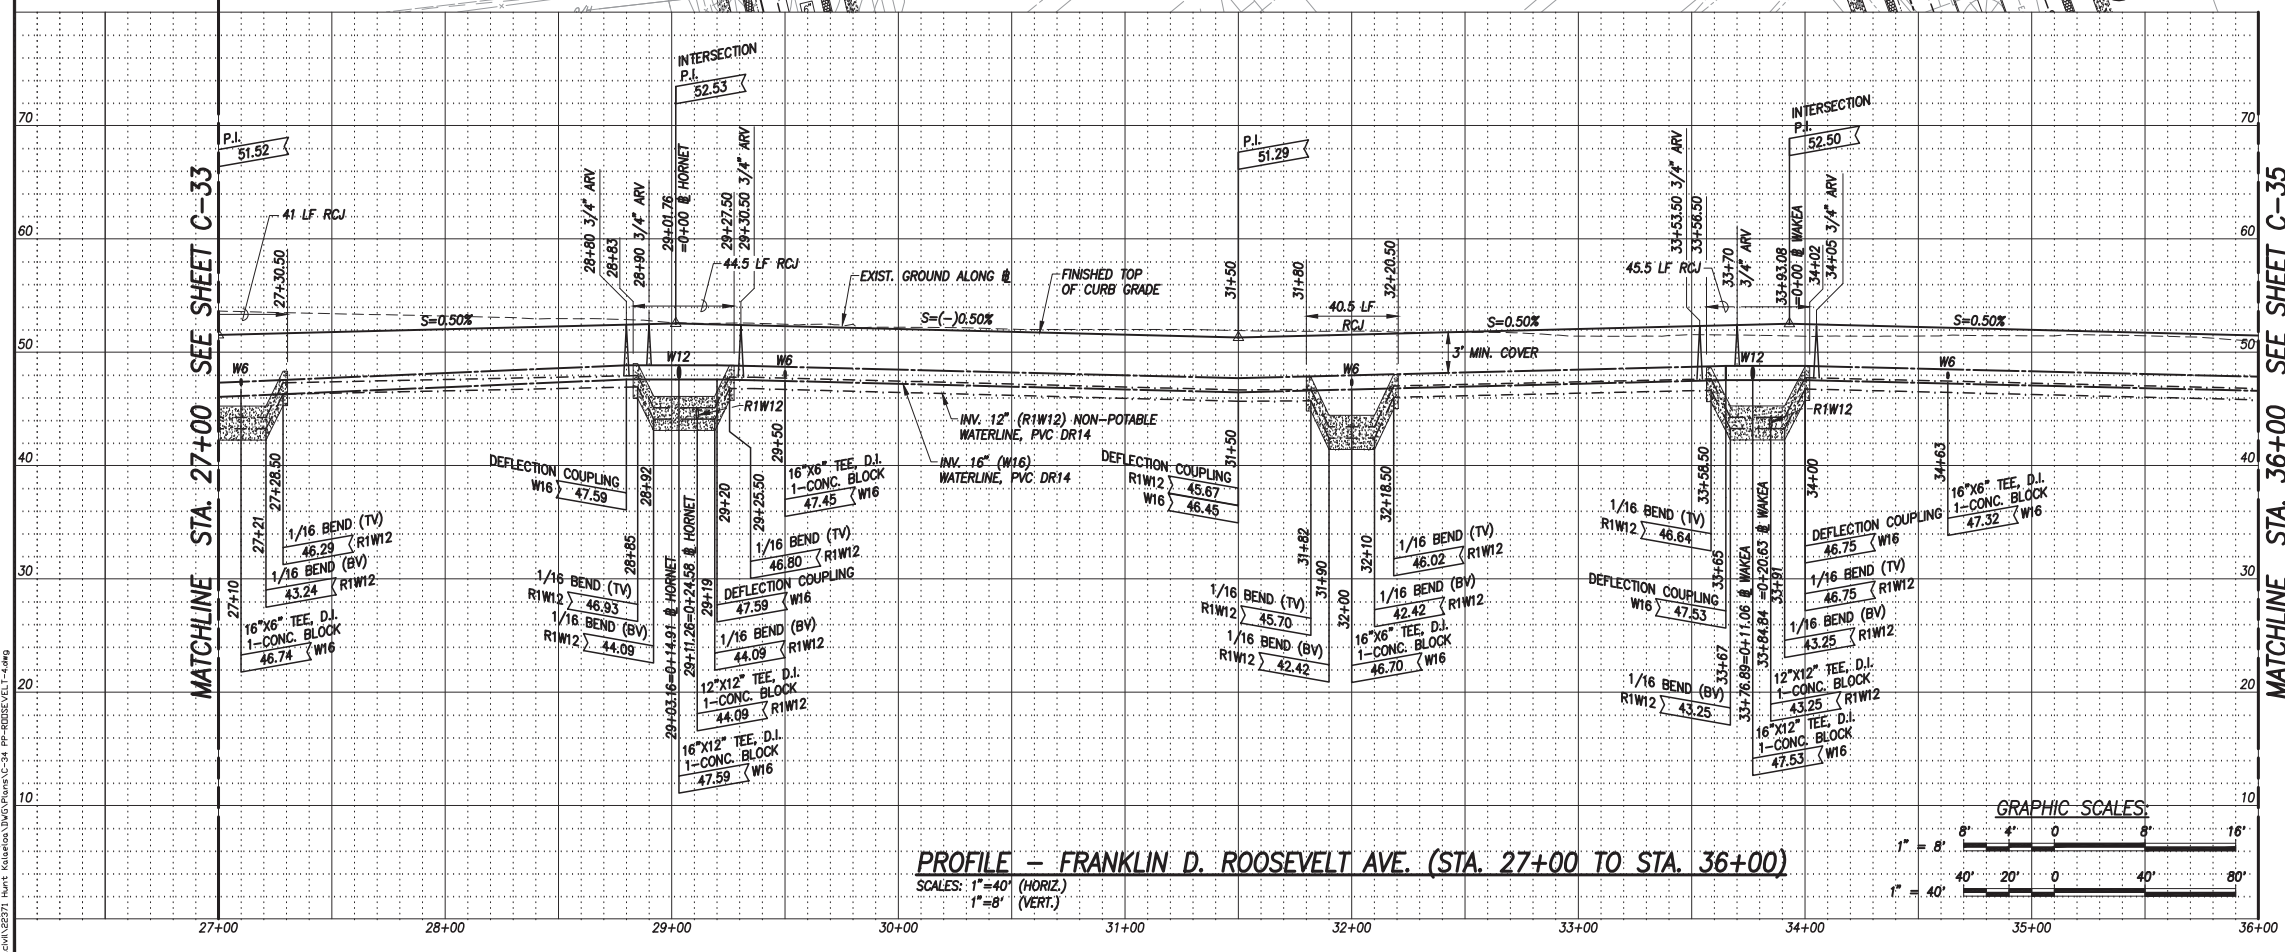 INTERSECTION
P.I.
52.53
INTERSECTION
P.I.
52.50
P.I.
51.52
P.I.
51.29
70
60
50
40
30
20
10
70
60
50
40
30
20
10
MATCHLINE STA. 27+00 SEE SHEET C-33
MATCHLINE STA. 36+00 SEE SHEET C-35
41 LF RCJ
27+30.50
28+80 3/4" ARV
28+83
28+90 3/4" ARV
29+01.76
=0+00 @ HORNET
29+27.50
29+30.50 3/4" ARV
44.5 LF RCJ
EXIST. GROUND ALONG
FINISHED TOP
OF CURB GRADE
31+50
31+80
32+20.50
40.5 LF
RCJ
33+53.50 3/4" ARV
33+56.50
45.5 LF RCJ
33+70
3/4" ARV
33+93.08
=0+00 WAKEA
34+02
34+05 3/4" ARV
S=0.50%
S=(-)0.50%
S=0.50%
S=0.50%
3' MIN. COVER
W6
W12
W6
W6
W12
W6
R1W12
R1W12
INV. 12" (R1W12) NON-POTABLE
WATERLINE, PVC DR14
INV. 16" (W16)
WATERLINE, PVC DR14
27+10
27+21
27+28.50
1/16 BEND (TV)
46.29 R1W12
1/16 BEND (BV)
43.24 R1W12
16"X6" TEE, D.I.
1-CONC. BLOCK
46.74 W16
DEFLECTION COUPLING
W16 47.59
28+85
28+92
1/16 BEND (TV)
R1W12 46.93
1/16 BEND (BV)
R1W12 44.09
29+03.16=0+14.91 HORNET
29+11.26=0+24.58 HORNET
29+19
29+20
29+25.50
29+50
16"X6" TEE, D.I.
1-CONC. BLOCK
47.45 W16
1/16 BEND (TV)
46.80 R1W12
DEFLECTION COUPLING
47.59 W16
1/16 BEND (BV)
44.09 R1W12
12"X12" TEE, D.I.
1-CONC. BLOCK
44.09 R1W12
16"X12" TEE, D.I.
1-CONC. BLOCK
47.59 W16
31+50
DEFLECTION COUPLING
R1W12 45.67
W16 46.45
31+82
31+90
32+00
32+10
32+18.50
1/16 BEND (TV)
R1W12 45.70
1/16 BEND (BV)
R1W12 42.42
1/16 BEND (TV)
46.02 R1W12
1/16 BEND (BV)
42.42 R1W12
16"X6" TEE, D.I.
1-CONC. BLOCK
46.70 W16
33+58.50
33+65
33+67
1/16 BEND (TV)
R1W12 46.64
DEFLECTION COUPLING
W16 47.53
1/16 BEND (BV)
R1W12 43.25
33+76.89=0+11.06 WAKEA
33+84.84 =0+20.63 WAKEA
33+91
34+00
34+63
DEFLECTION COUPLING
46.75 W16
1/16 BEND (TV)
46.75 R1W12
1/16 BEND (BV)
43.25 R1W12
12"X12" TEE, D.I.
1-CONC. BLOCK
43.25 R1W12
16"X12" TEE, D.I.
1-CONC. BLOCK
47.53 W16
16"X6" TEE, D.I.
1-CONC. BLOCK
47.32 W16
PROFILE - FRANKLIN D. ROOSEVELT AVE. (STA. 27+00 TO STA. 36+00)
SCALES: 1"=40' (HORIZ.)
1"=8' (VERT.)
GRAPHIC SCALES:
1" = 8'
8' 4' 0 8' 16'
1" = 40'
40' 20' 0 40' 80'
27+00 28+00 29+00 30+00 31+00 32+00 33+00 34+00 35+00 36+00
civil\22371 Hunt Kalaeloa\DWG\Plans\C-34 PP-ROOSEVELT-4.dwg